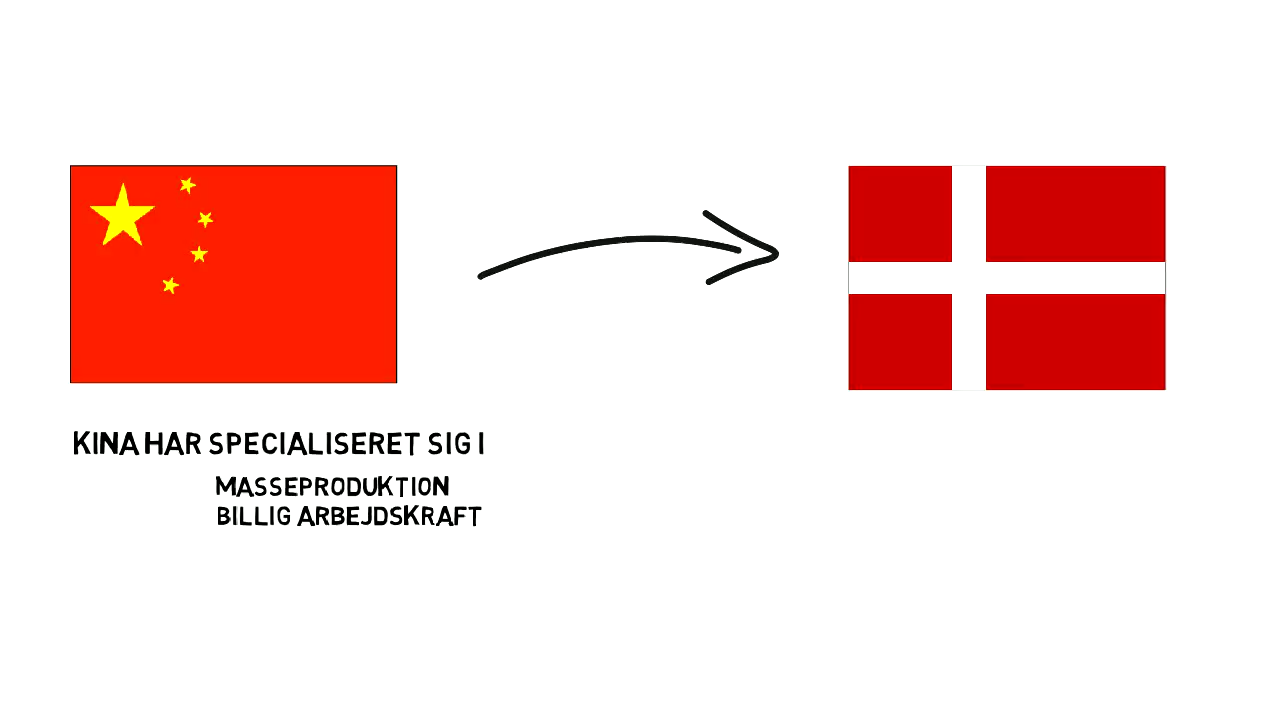 KINA HAR SPECIALISERET SIG I
MASSEPRODUKTION
BILLIG ARBEJDSKRAFT